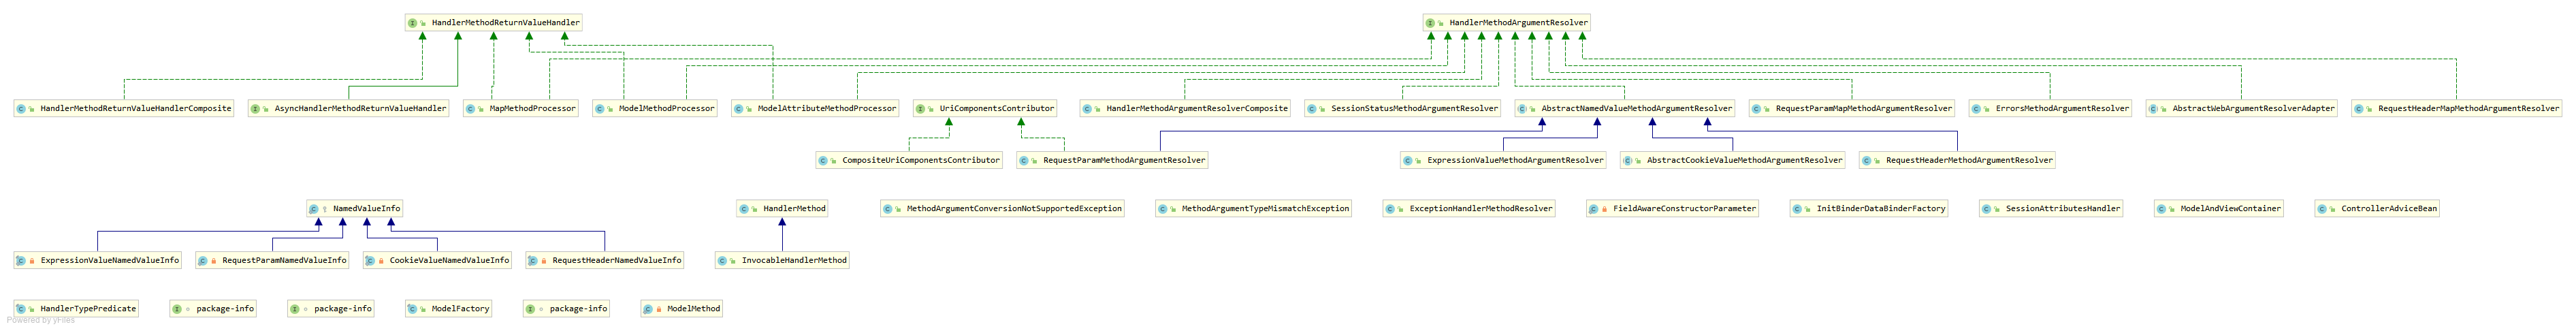 HandlerMethodReturnValueHandler
HandlerMethodArgumentResolver
HandlerMethodReturnValueHandlerComposite
AsyncHandlerMethodReturnValueHandler
MapMethodProcessor
ModelMethodProcessor
ModelAttributeMethodProcessor
UriComponentsContributor
HandlerMethodArgumentResolverComposite
SessionStatusMethodArgumentResolver
AbstractNamedValueMethodArgumentResolver
RequestParamMapMethodArgumentResolver
ErrorsMethodArgumentResolver
AbstractWebArgumentResolverAdapter
RequestHeaderMapMethodArgumentResolver
CompositeUriComponentsContributor
RequestParamMethodArgumentResolver
ExpressionValueMethodArgumentResolver
AbstractCookieValueMethodArgumentResolver
RequestHeaderMethodArgumentResolver
NamedValueInfo
HandlerMethod
MethodArgumentConversionNotSupportedException
MethodArgumentTypeMismatchException
ExceptionHandlerMethodResolver
FieldAwareConstructorParameter
InitBinderDataBinderFactory
SessionAttributesHandler
ModelAndViewContainer
ControllerAdviceBean
ExpressionValueNamedValueInfo
RequestParamNamedValueInfo
CookieValueNamedValueInfo
RequestHeaderNamedValueInfo
InvocableHandlerMethod
HandlerTypePredicate
package-info
package-info
ModelFactory
package-info
ModelMethod
Powered by yFiles